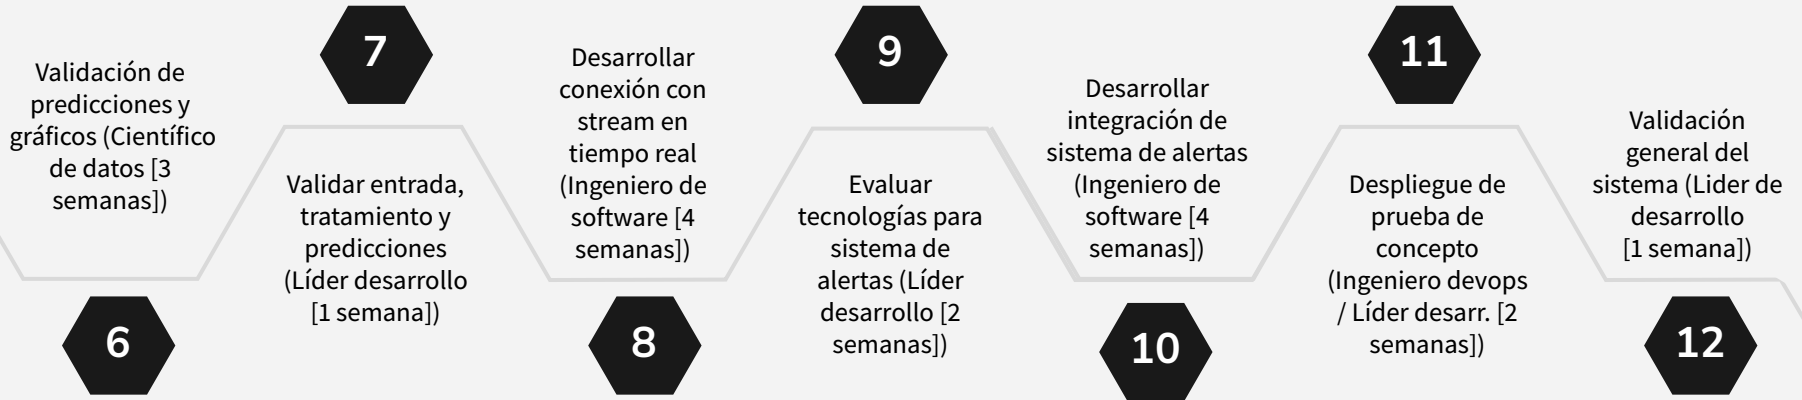 Validación de
predicciones y
gráficos (Científico
de datos [3
semanas])
6
7
Validar entrada,
tratamiento y
predicciones
(Líder desarrollo
[1 semana])
Desarrollar
conexión con
stream en
tiempo real
(Ingeniero de
software [4
semanas])
8
9
Evaluar
tecnologías para
sistema de
alertas (Líder
desarrollo [2
semanas])
Desarrollar
integración de
sistema de alertas
(Ingeniero de
software [4
semanas])
10
11
Despliegue de
prueba de
concepto
(Ingeniero devops
/ Líder desarr. [2
semanas])
Validación
general del
sistema (Lider de
desarrollo
[1 semana])
12